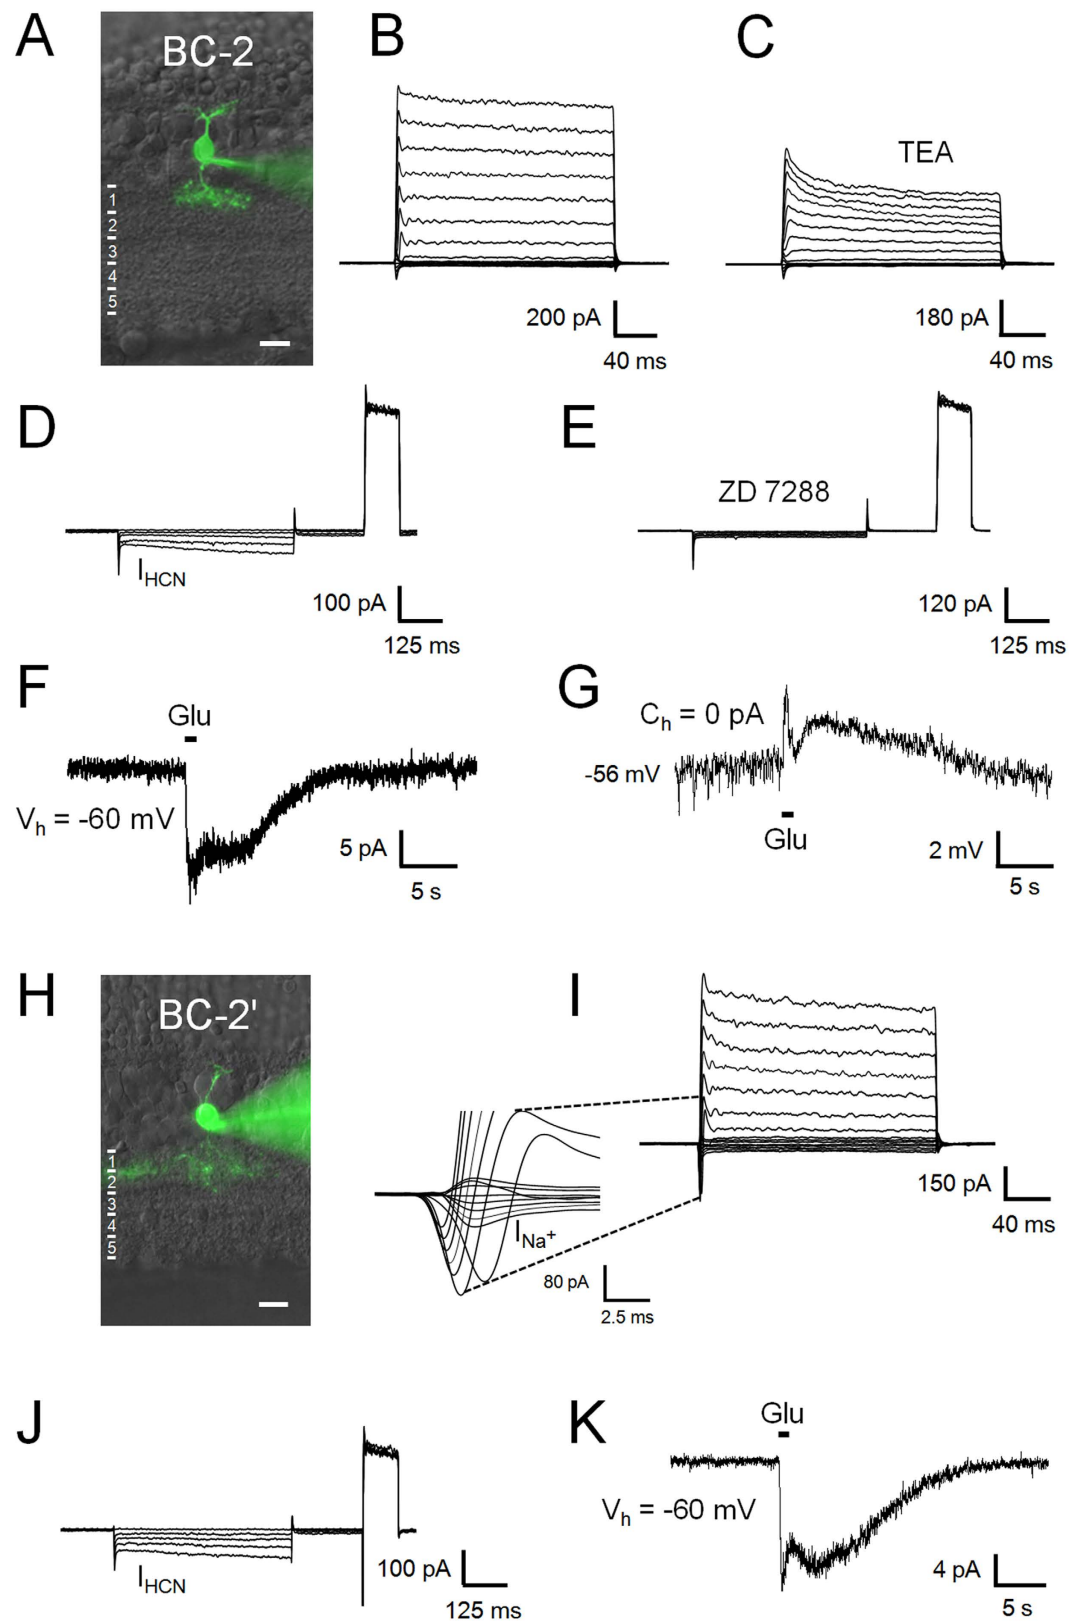 A
BC-2
1
2
3
4
5
B
200 pA
40 ms
C
TEA
180 pA
40 ms
D
I_HCN
100 pA
125 ms
E
ZD 7288
120 pA
125 ms
F
Glu
V_h = -60 mV
5 pA
5 s
G
C_h = 0 pA
-56 mV
Glu
2 mV
5 s
H
BC-2'
1
2
3
4
5
I
I_Na+
80 pA
2.5 ms
150 pA
40 ms
J
I_HCN
100 pA
125 ms
K
Glu
V_h = -60 mV
4 pA
5 s